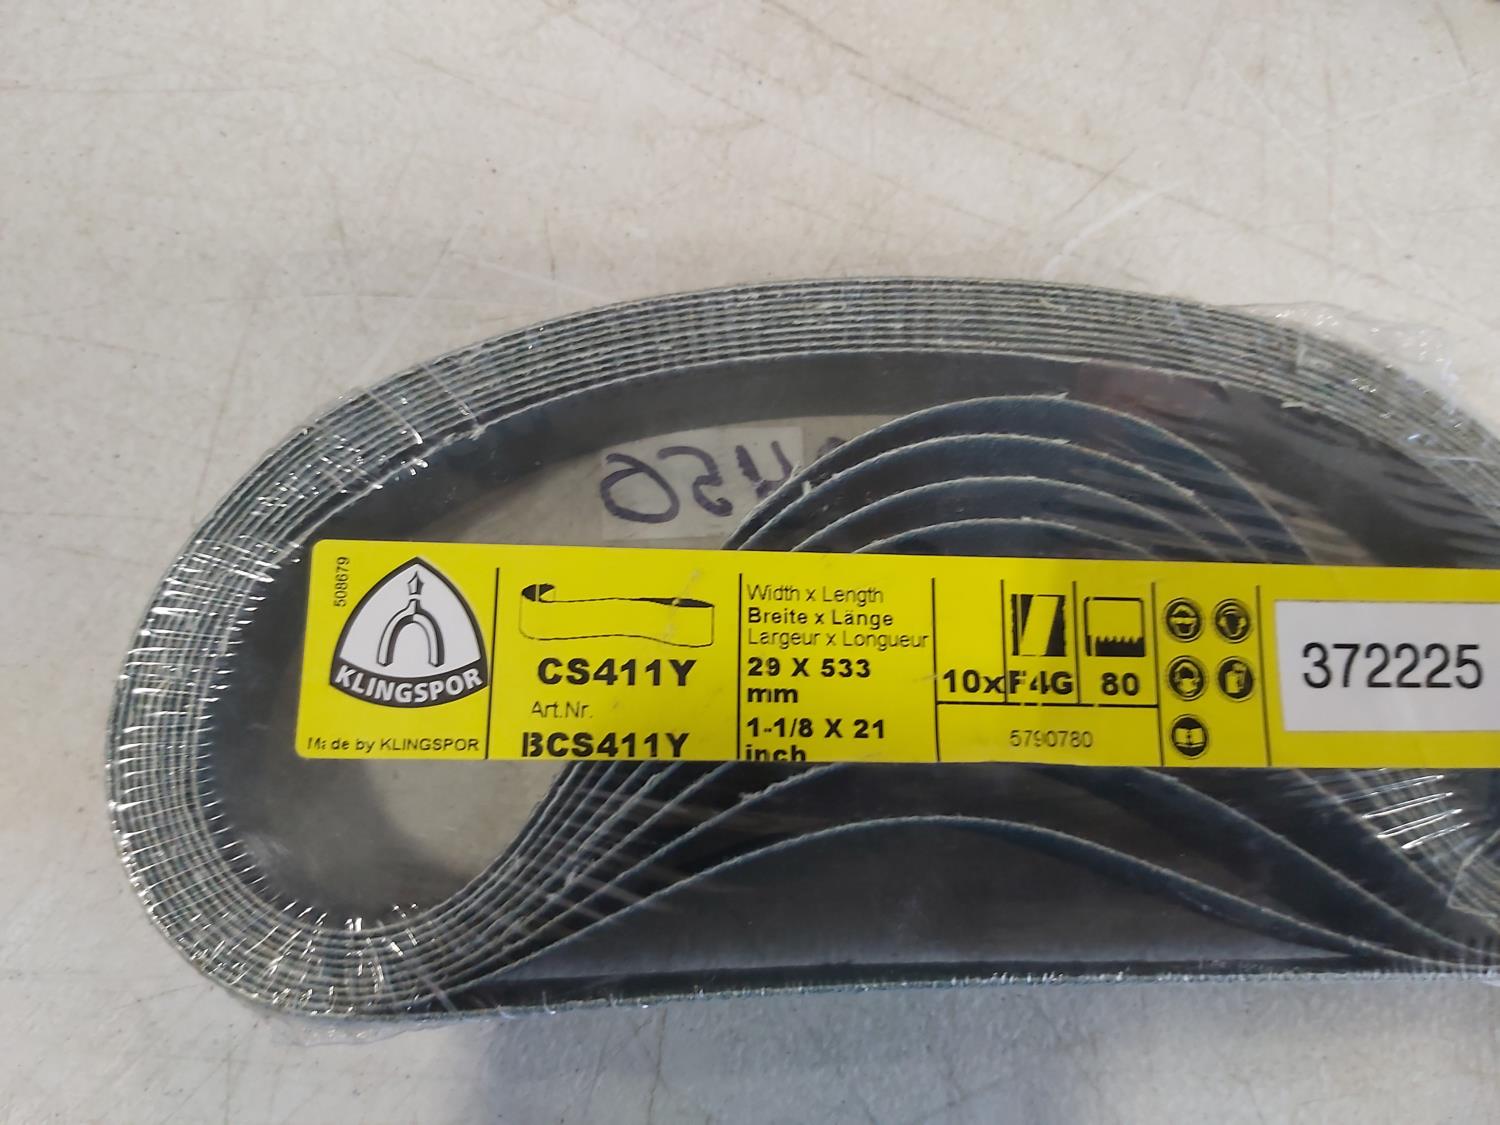 508679
KLINGSPOR
Made by KLINGSPOR
CS411Y
Art.Nr.
BCS411Y
Width x Length
Breite x Länge
Largeur x Longueur
29 X 533
mm
1-1/8 X 21
inch
10x
F4G
80
5790780
372225